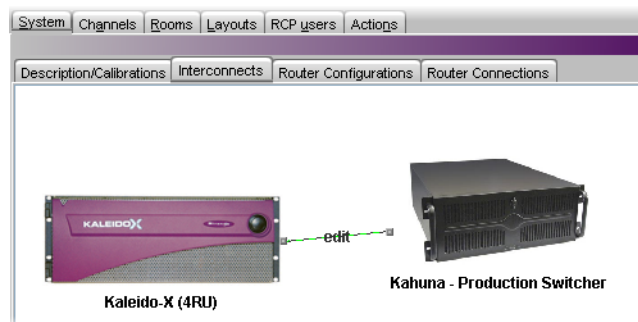 System Channels Rooms Layouts RCP users Actions
Description/Calibrations Interconnects Router Configurations Router Connections
KALEIDOX
edit
Kaleido-X (4RU)
Kahuna - Production Switcher